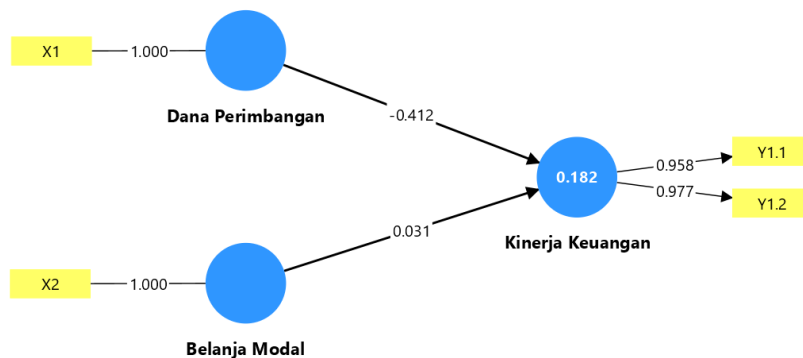 X1
1.000
Dana Perimbangan
-0.412
0.182
Kinerja Keuangan
0.958
Y1.1
0.977
Y1.2
0.031
X2
1.000
Belanja Modal